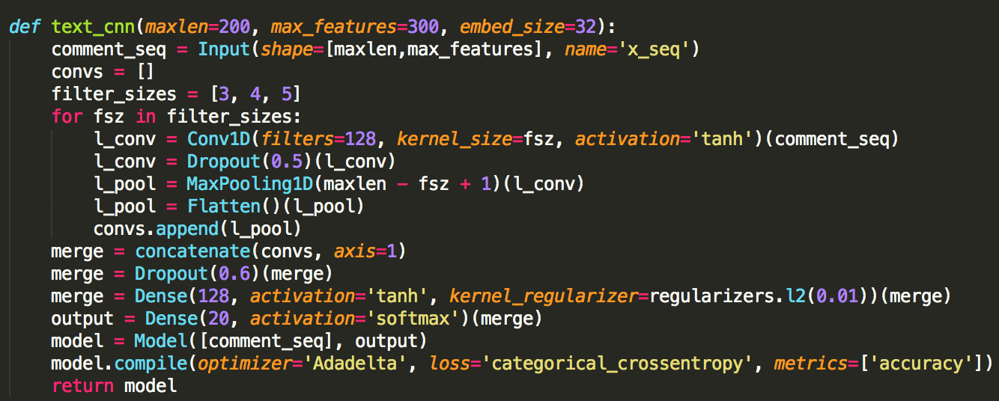 def text_cnn(maxlen=200, max_features=300, embed_size=32):
    comment_seq = Input(shape=[maxlen,max_features], name='x_seq')
    convs = []
    filter_sizes = [3, 4, 5]
    for fsz in filter_sizes:
        l_conv = Conv1D(filters=128, kernel_size=fsz, activation='tanh')(comment_seq)
        l_conv = Dropout(0.5)(l_conv)
        l_pool = MaxPooling1D(maxlen - fsz + 1)(l_conv)
        l_pool = Flatten()(l_pool)
        convs.append(l_pool)
    merge = concatenate(convs, axis=1)
    merge = Dropout(0.6)(merge)
    merge = Dense(128, activation='tanh', kernel_regularizer=regularizers.l2(0.01))(merge)
    output = Dense(20, activation='softmax')(merge)
    model = Model([comment_seq], output)
    model.compile(optimizer='Adadelta', loss='categorical_crossentropy', metrics=['accuracy'])
    return model